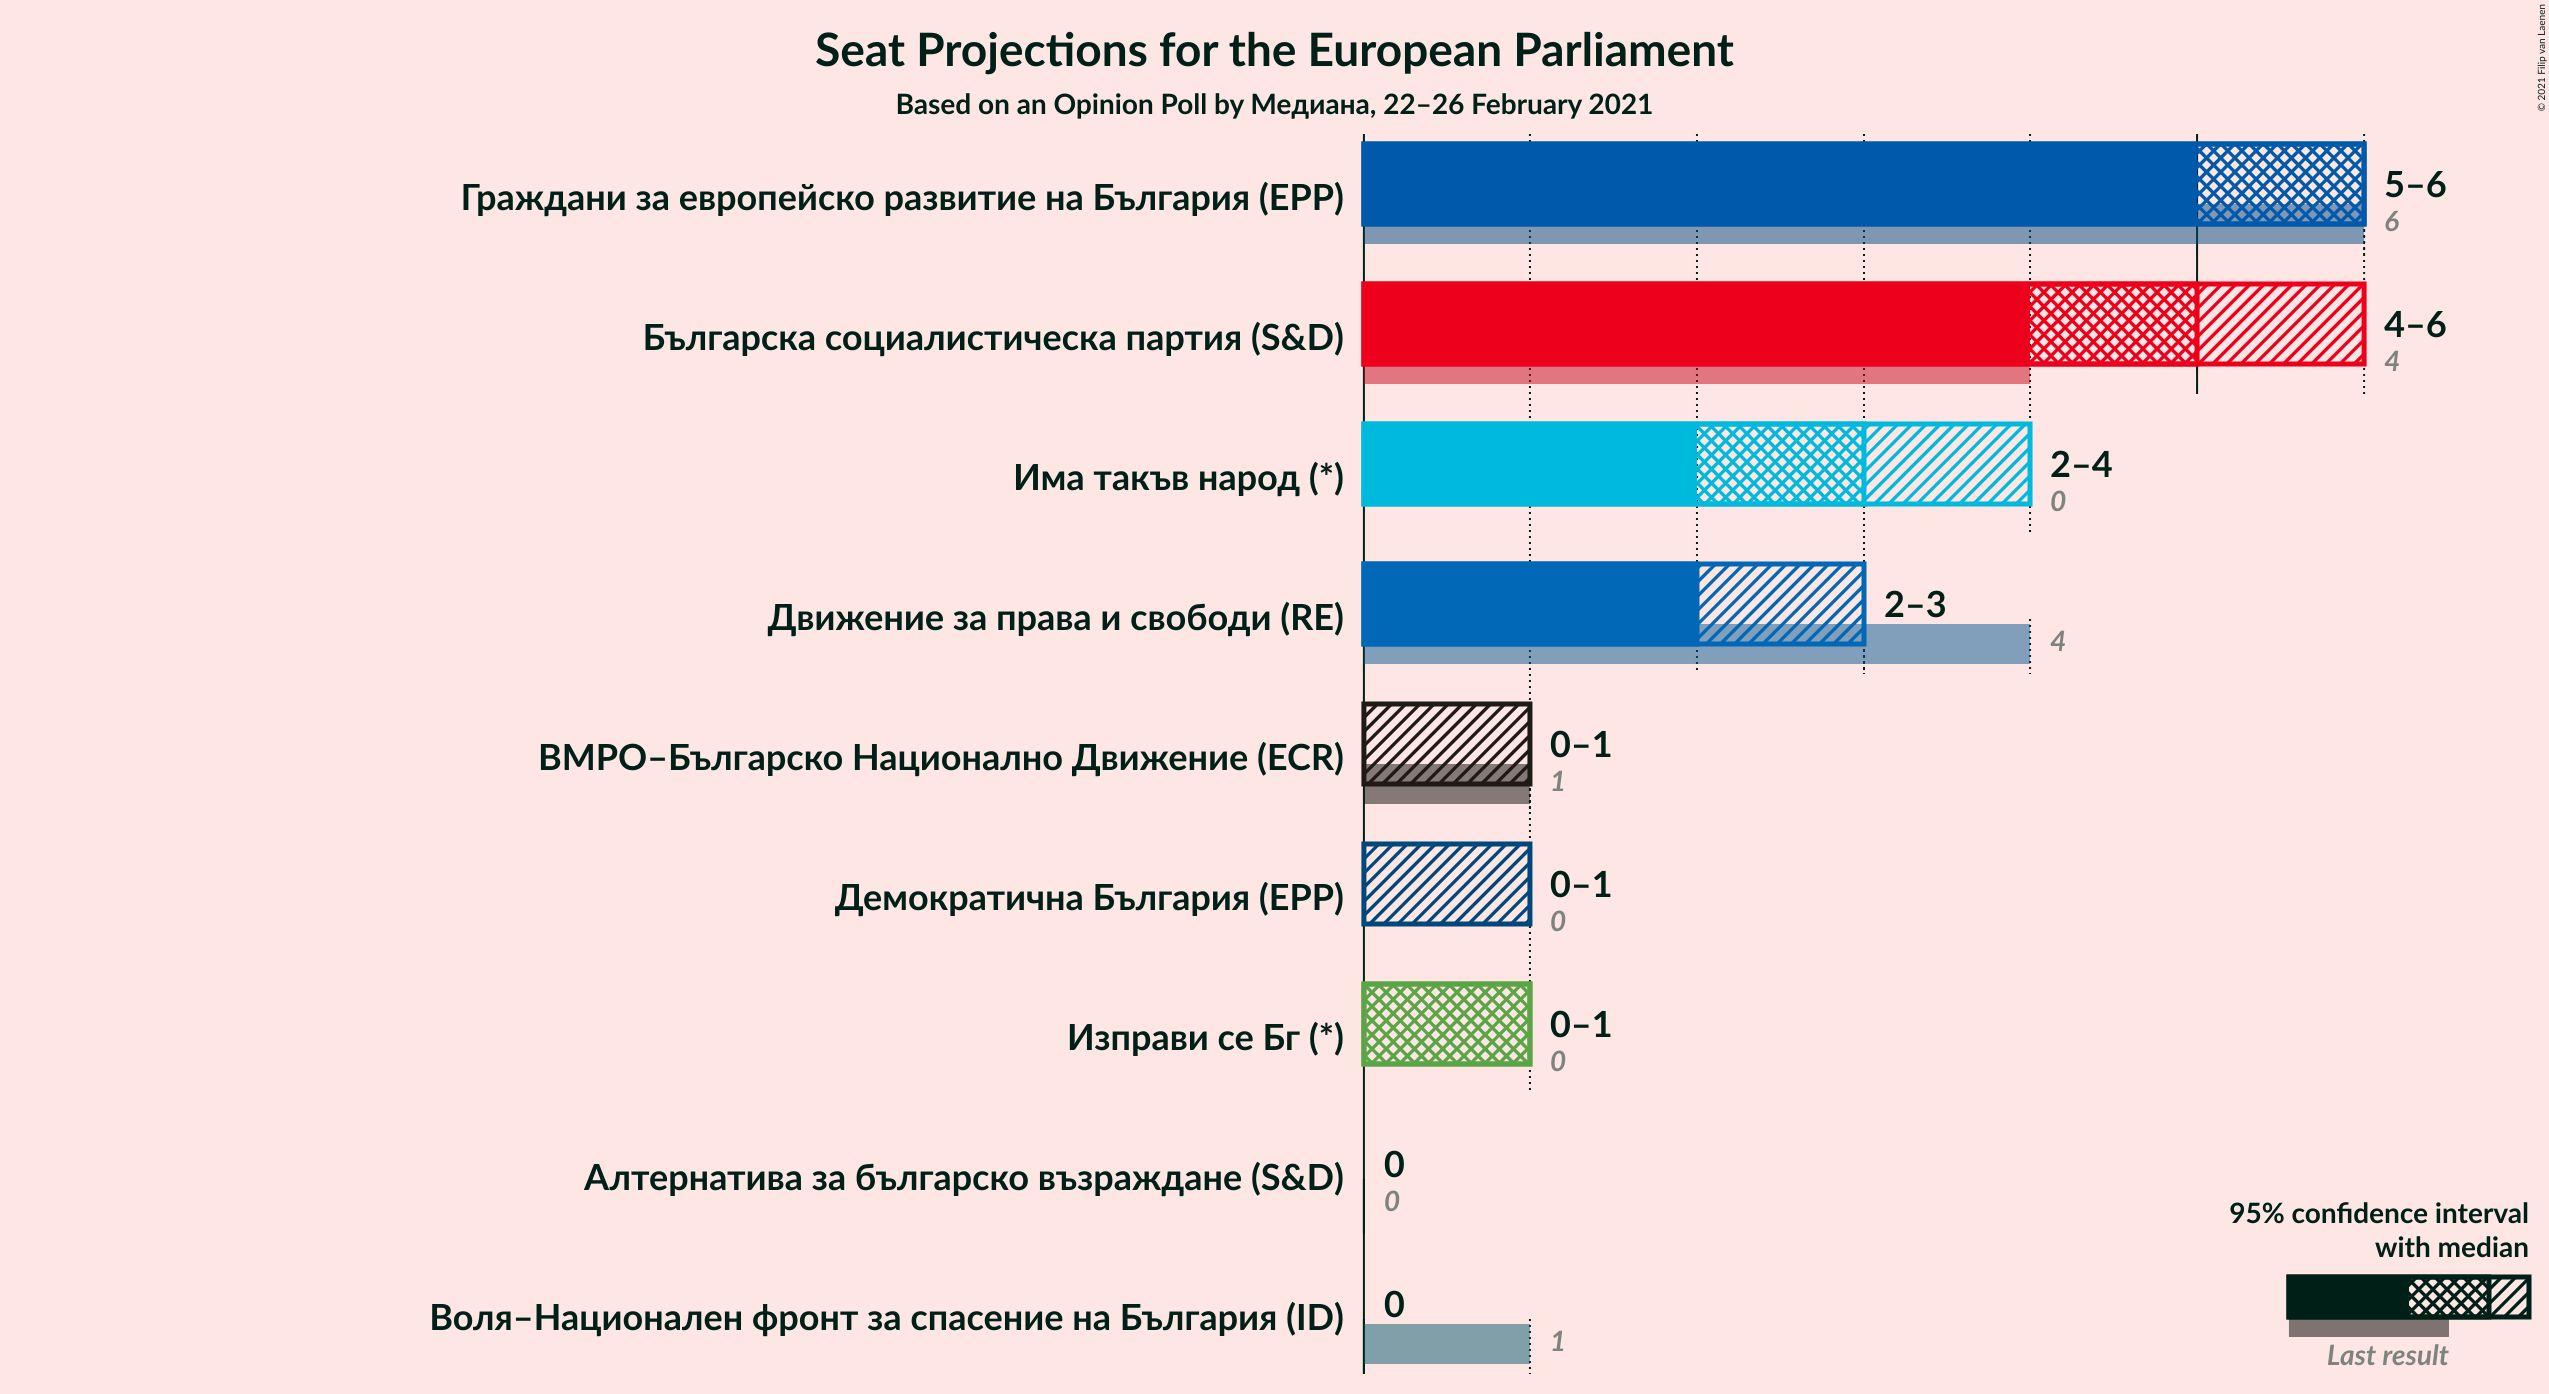 Seat Projections for the European Parliament
Based on an Opinion Poll by Медиана, 22–26 February 2021
© 2021 Filip van Laenen
Граждани за европейско развитие на България (EPP)
5–6
6
Българска социалистическа партия (S&D)
4–6
4
Има такъв народ (*)
2–4
0
Движение за права и свободи (RE)
2–3
4
ВМРО–Българско Национално Движение (ECR)
0–1
1
Демократична България (EPP)
0–1
0
Изправи се Бг (*)
0–1
0
Алтернатива за българско възраждане (S&D)
0
0
Воля–Национален фронт за спасение на България (ID)
0
1
95% confidence interval
with median
Last result